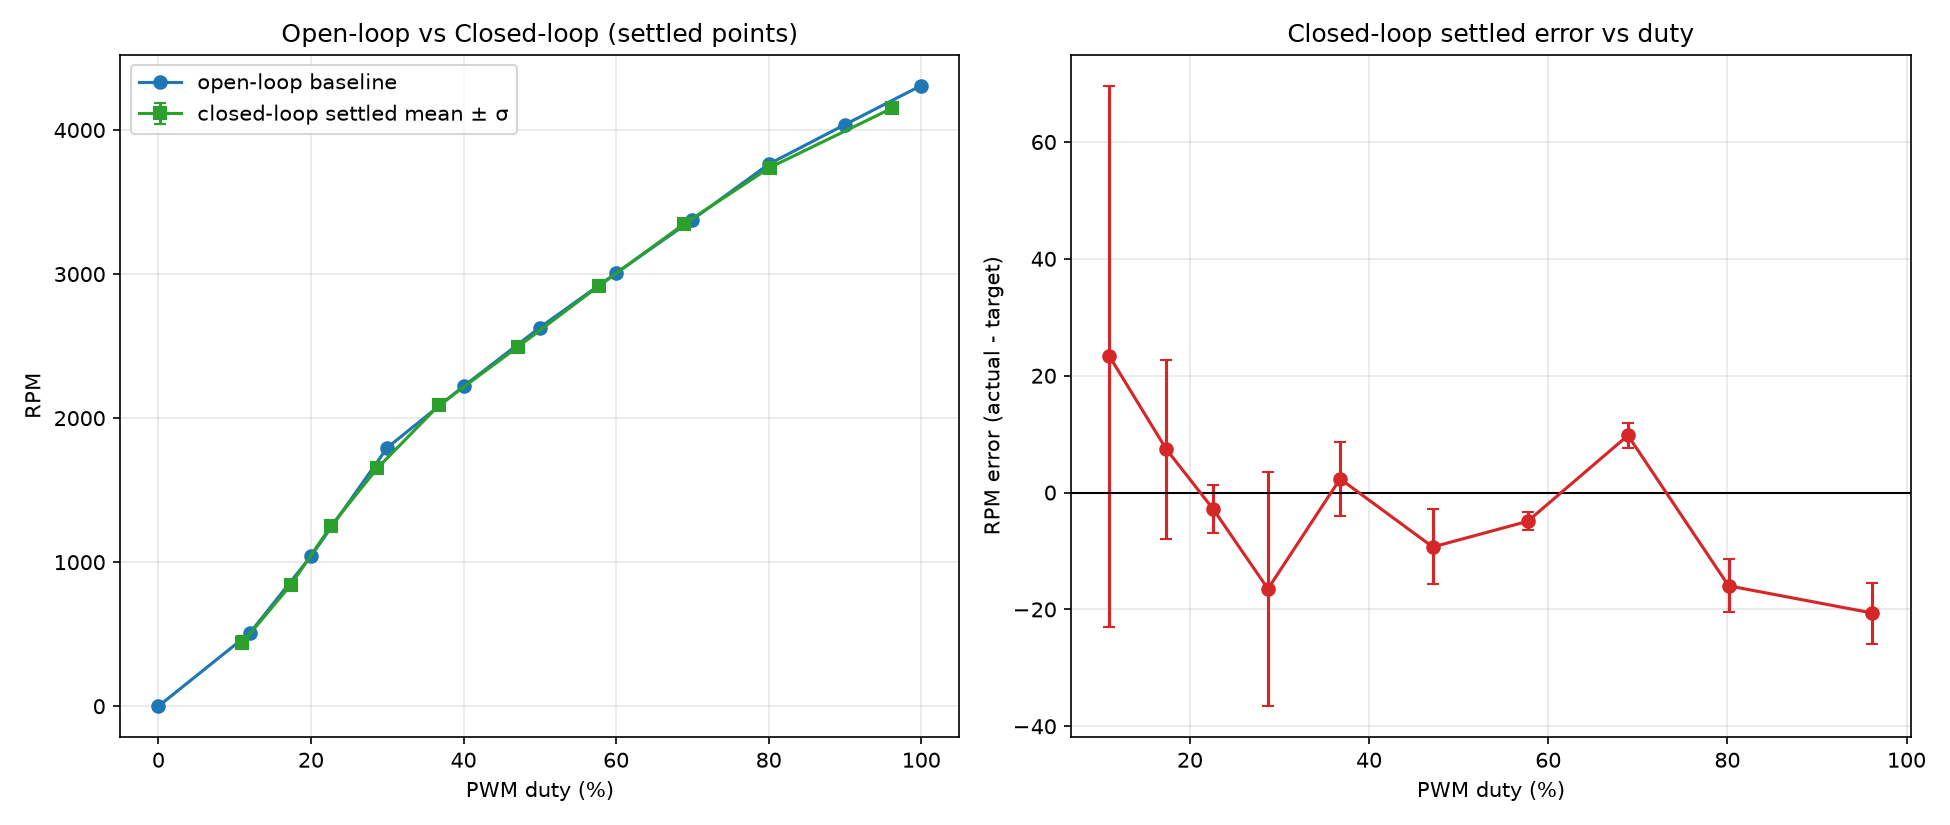 Open-loop vs Closed-loop (settled points)
open-loop baseline
closed-loop settled mean ± σ
RPM
4000
3000
2000
1000
0
0 20 40 60 80 100
PWM duty (%)
Closed-loop settled error vs duty
RPM error (actual - target)
60
40
20
0
−20
−40
20 40 60 80 100
PWM duty (%)